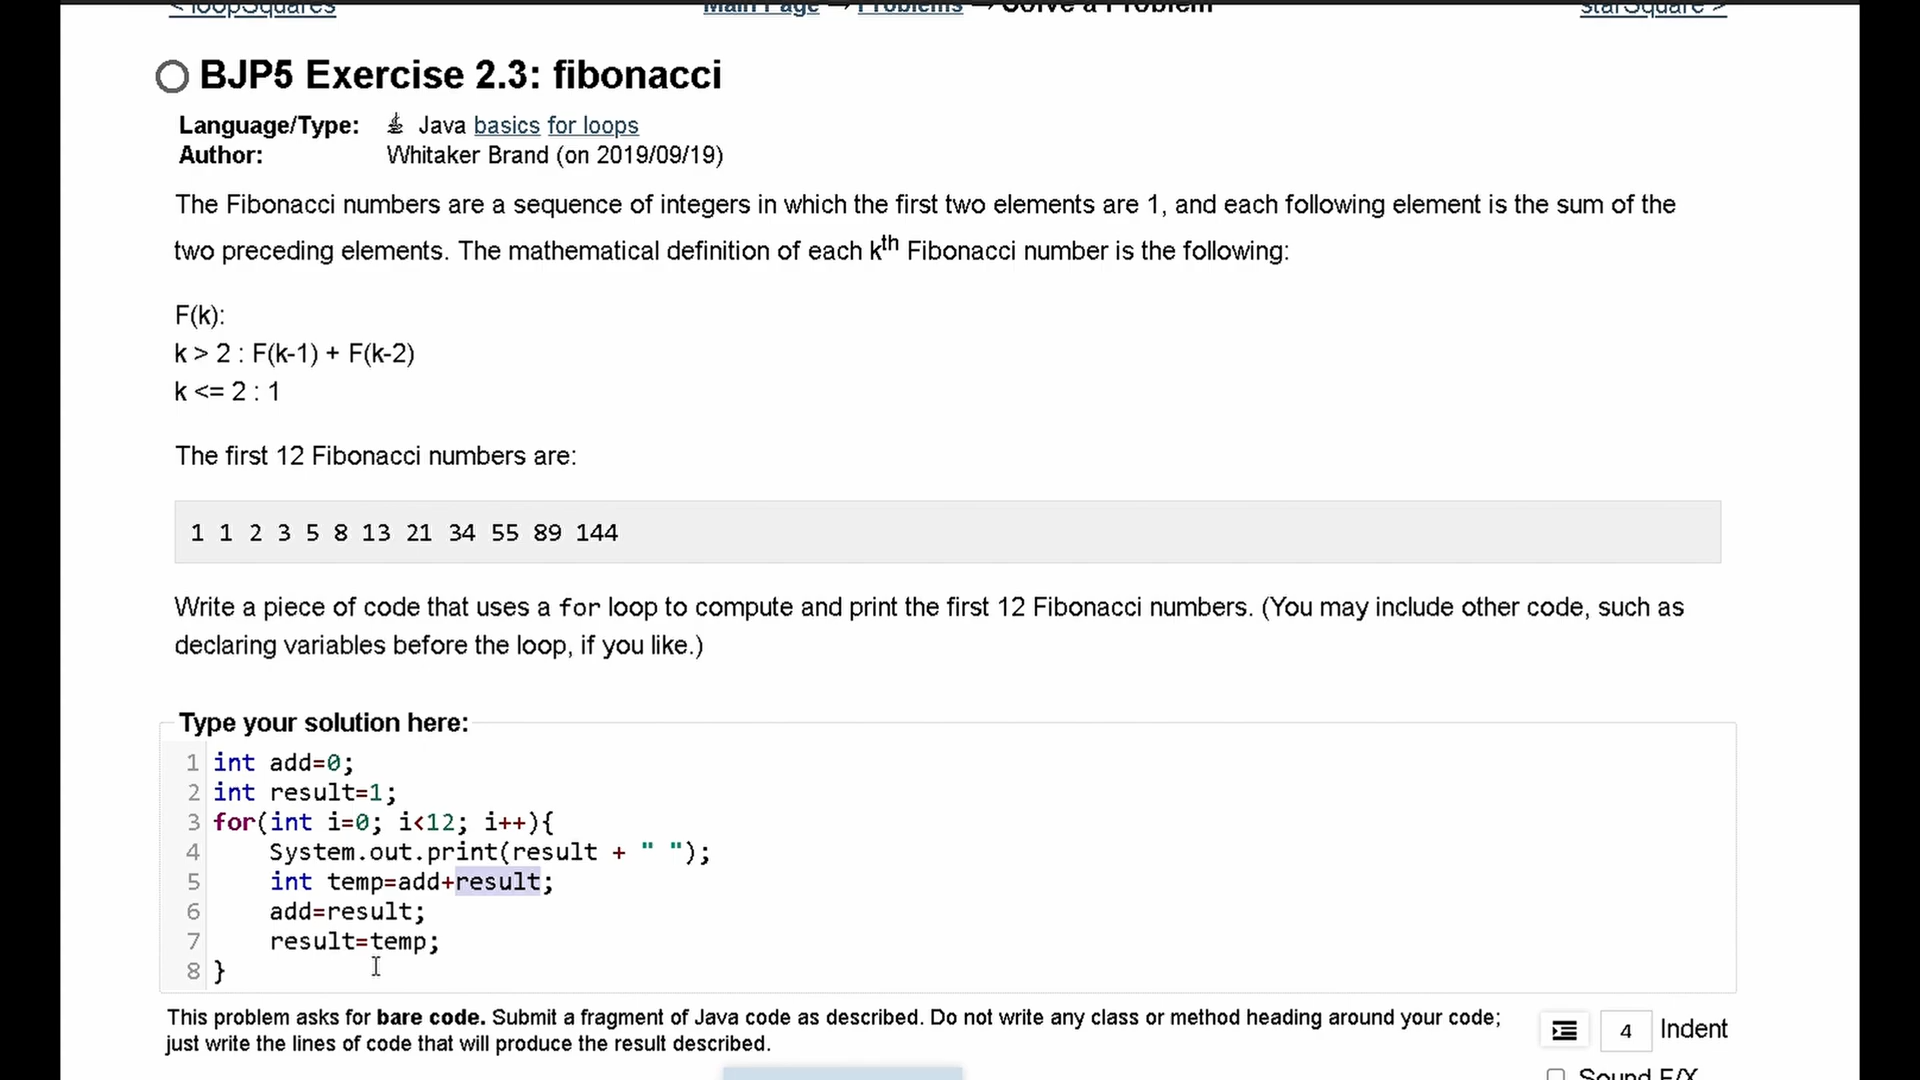 < loopSquares Main Page → Problems → Solve a Problem starSquare >
BJP5 Exercise 2.3: fibonacci
Language/Type: Java basics for loops
Author: Whitaker Brand (on 2019/09/19)
The Fibonacci numbers are a sequence of integers in which the first two elements are 1, and each following element is the sum of the
two preceding elements. The mathematical definition of each kth Fibonacci number is the following:
F(k):
k > 2 : F(k-1) + F(k-2)
k <= 2 : 1
The first 12 Fibonacci numbers are:
1 1 2 3 5 8 13 21 34 55 89 144
Write a piece of code that uses a for loop to compute and print the first 12 Fibonacci numbers. (You may include other code, such as
declaring variables before the loop, if you like.)
Type your solution here:
1 int add=0;
2 int result=1;
3 for(int i=0; i<12; i++){
4     System.out.print(result + " ");
5     int temp=add+result;
6     add=result;
7     result=temp;
8 }
This problem asks for bare code. Submit a fragment of Java code as described. Do not write any class or method heading around your code;
just write the lines of code that will produce the result described.
4 Indent
Sound F/X